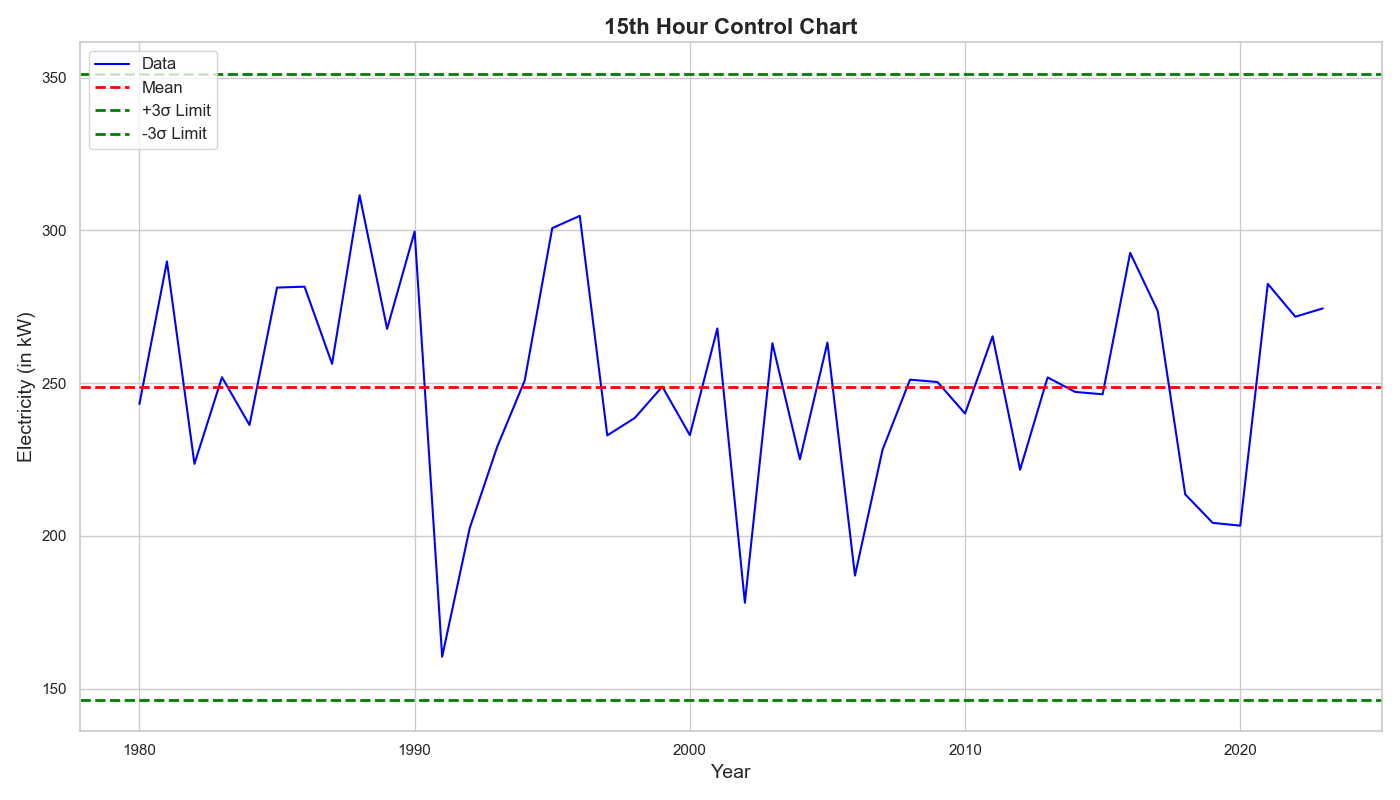 15th Hour Control Chart
Data
Mean
+3σ Limit
-3σ Limit
Electricity (in kW)
350
300
250
200
150
1980
1990
2000
2010
2020
Year